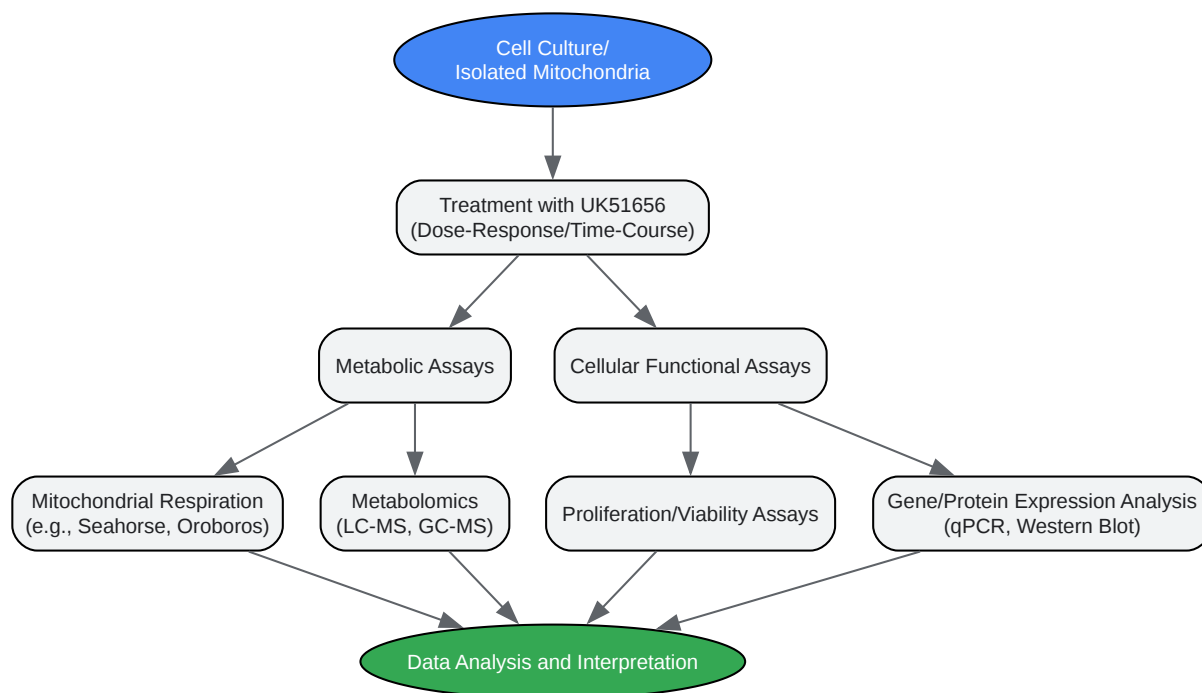 Cell Culture/
Isolated Mitochondria
Treatment with UK51656
(Dose-Response/Time-Course)
Metabolic Assays
Cellular Functional Assays
Mitochondrial Respiration
(e.g., Seahorse, Oroboros)
Metabolomics
(LC-MS, GC-MS)
Proliferation/Viability Assays
Gene/Protein Expression Analysis
(qPCR, Western Blot)
Data Analysis and Interpretation